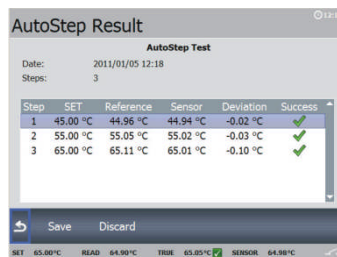 AutoStep Result
AutoStep Test
Date: 2011/01/05 12:18
Steps: 3
Step SET Reference Sensor Deviation Success
1 45.00 °C 44.96 °C 44.94 °C -0.02 °C
2 55.00 °C 55.05 °C 55.02 °C -0.03 °C
3 65.00 °C 65.11 °C 65.01 °C -0.10 °C
Save Discard
SET 65.00°C READ 64.90°C TRUE 65.05°C SENSOR 64.98°C